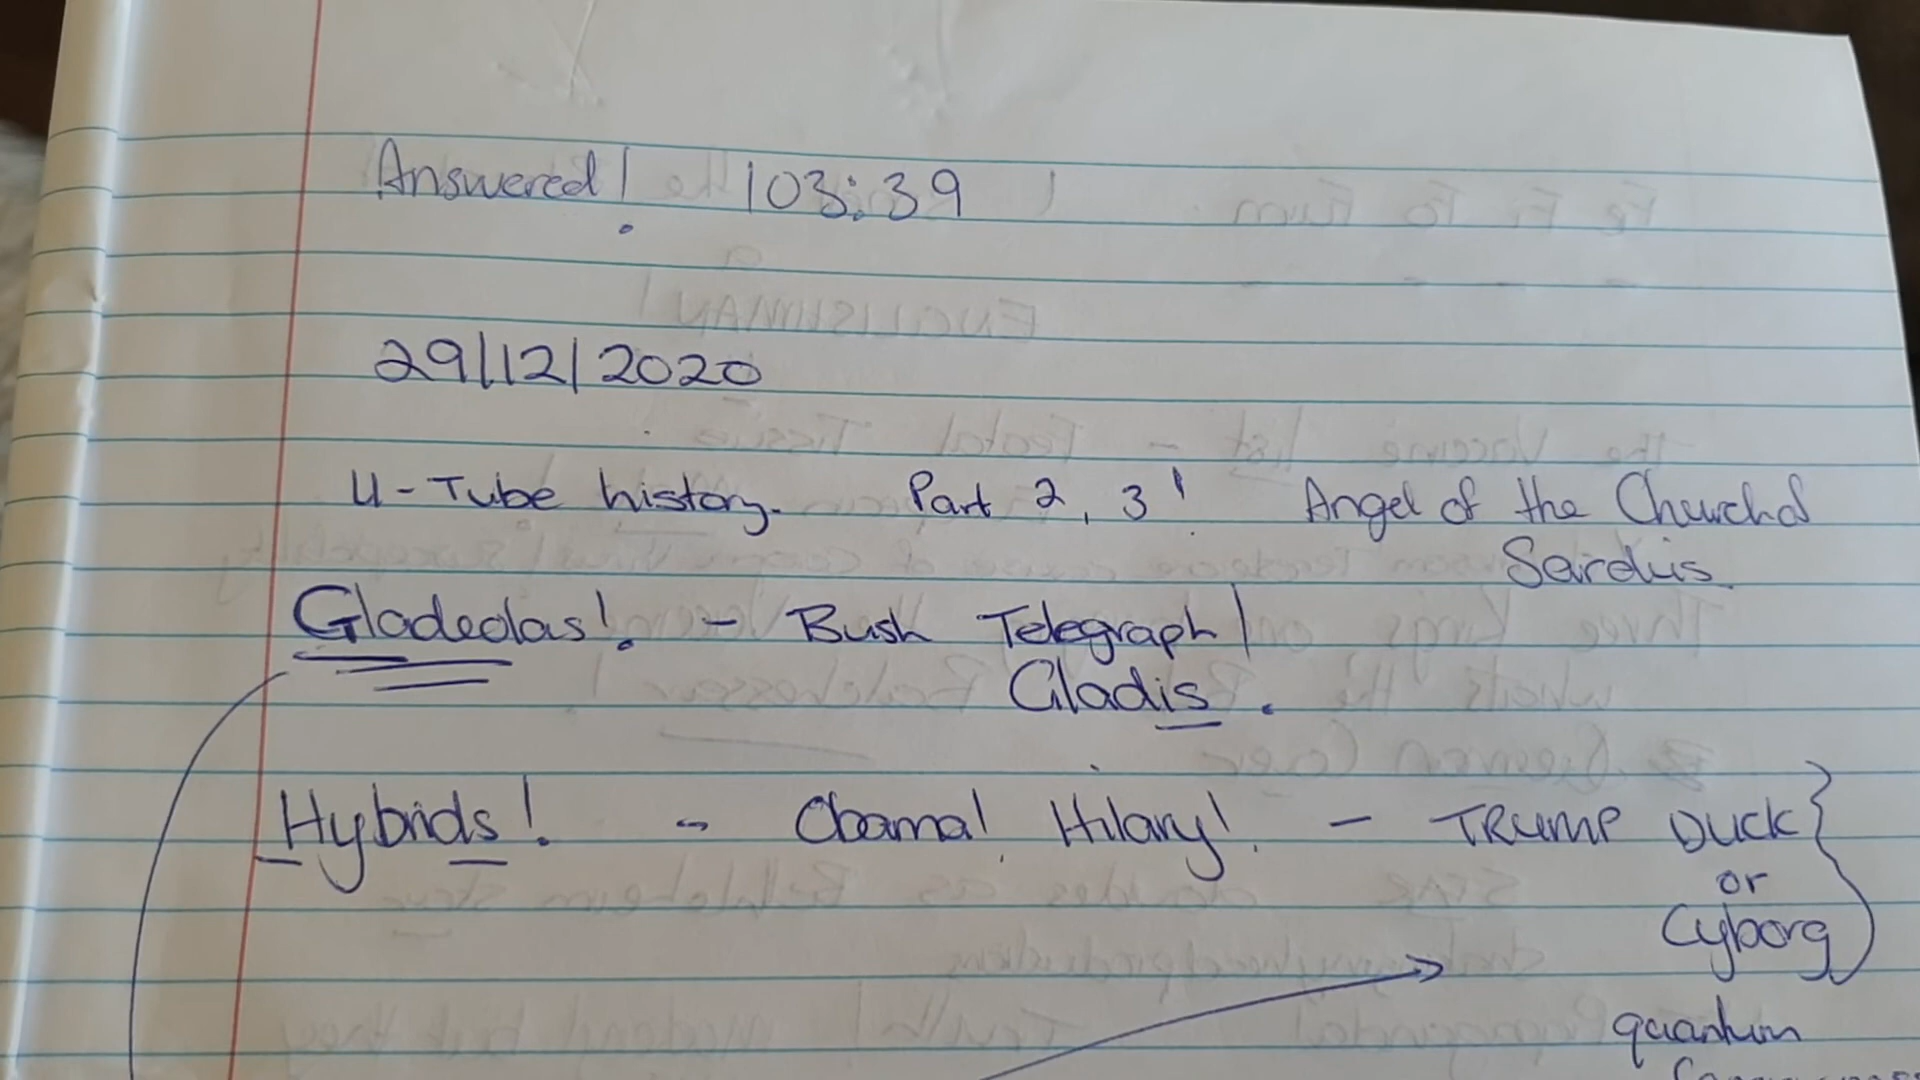 Answered! 103:39
29/12/2020
U-Tube history. Part 2, 3! Angel of the Church of
Sardis.
Gladeolas! - Bush Telegraph!
Gladis.
Hybrids! - Obama! Hilary! - TRUMP DUCK
or
Cyborg
quantum